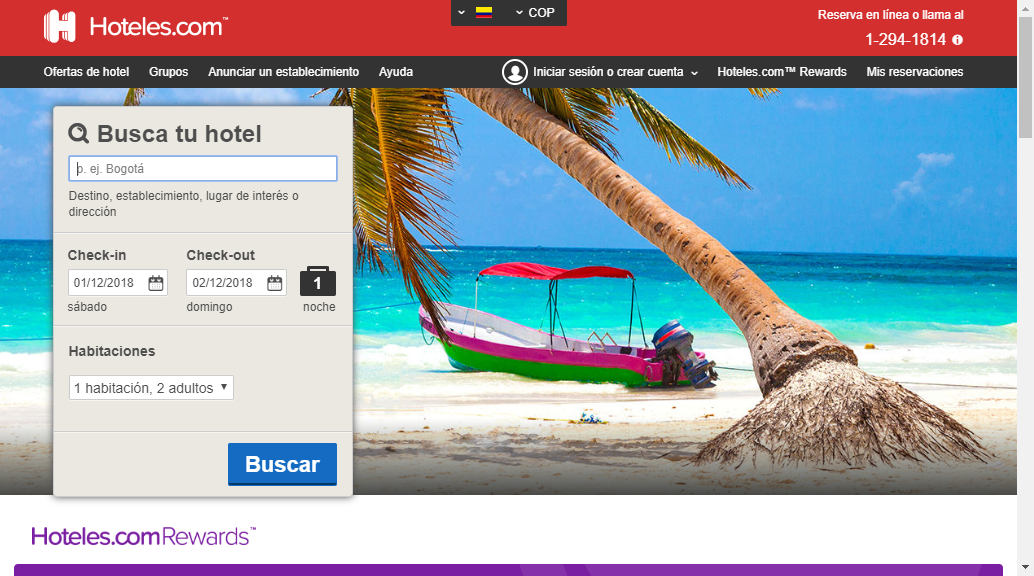 Hoteles.com™
COP
Reserva en línea o llama al
1-294-1814
Ofertas de hotel
Grupos
Anunciar un establecimiento
Ayuda
Iniciar sesión o crear cuenta
Hoteles.com™ Rewards
Mis reservaciones
Busca tu hotel
p. ej. Bogotá
Destino, establecimiento, lugar de interés o
dirección
Check-in
Check-out
01/12/2018
02/12/2018
1
sábado
domingo
noche
Habitaciones
1 habitación, 2 adultos
Buscar
Hoteles.com Rewards™